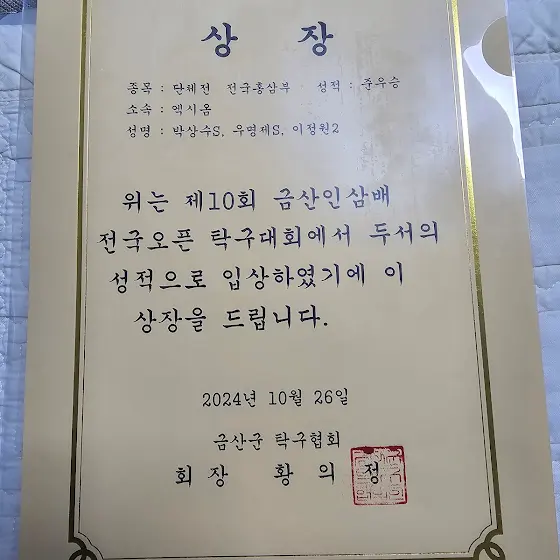 상 장
종목 : 단체전 전국홍삼부 성적 : 준우승
소속 : 엑시옴
성명 : 박상수S, 우명제S, 이정원2
위는 제10회 금산인삼배
전국오픈 탁구대회에서 두서의
성적으로 입상하였기에 이
상장을 드립니다.
2024년 10월 26일
금산군 탁구협회
회 장 황 의 정